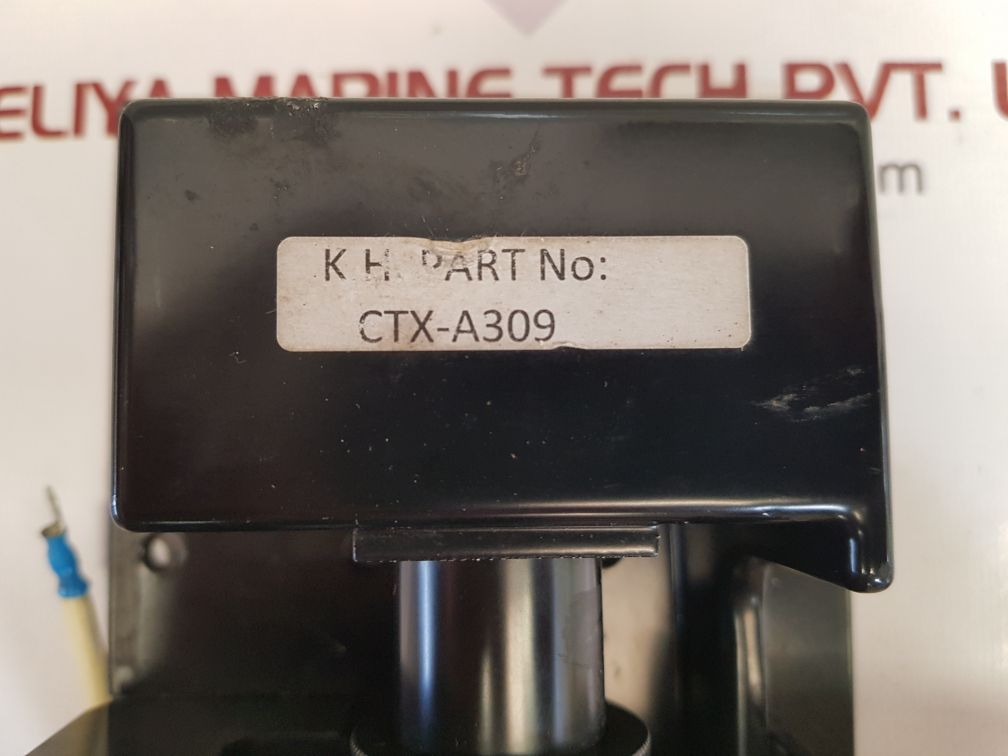 ELIYA MARINE TECH PVT.
m
K H. PART No:
CTX-A309